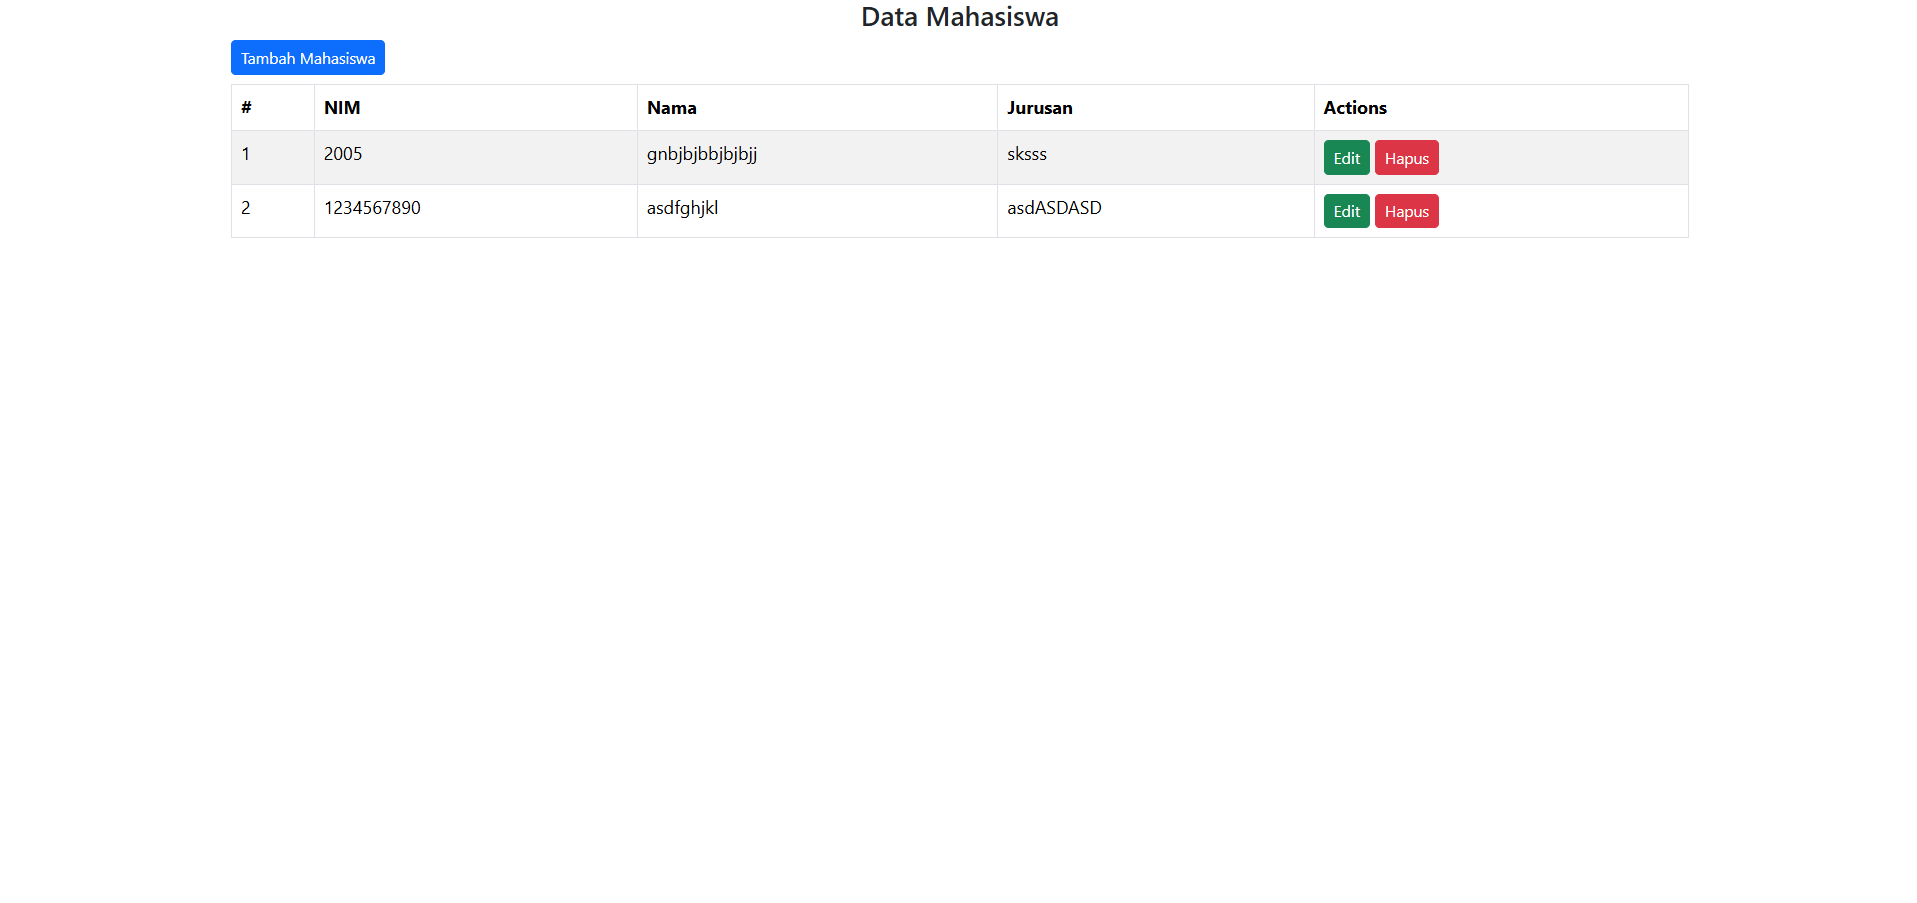 Data Mahasiswa
Tambah Mahasiswa
# NIM Nama Jurusan Actions
1 2005 gnbjbjbbjbjbjj sksss Edit Hapus
2 1234567890 asdfghjkl asdASDASD Edit Hapus